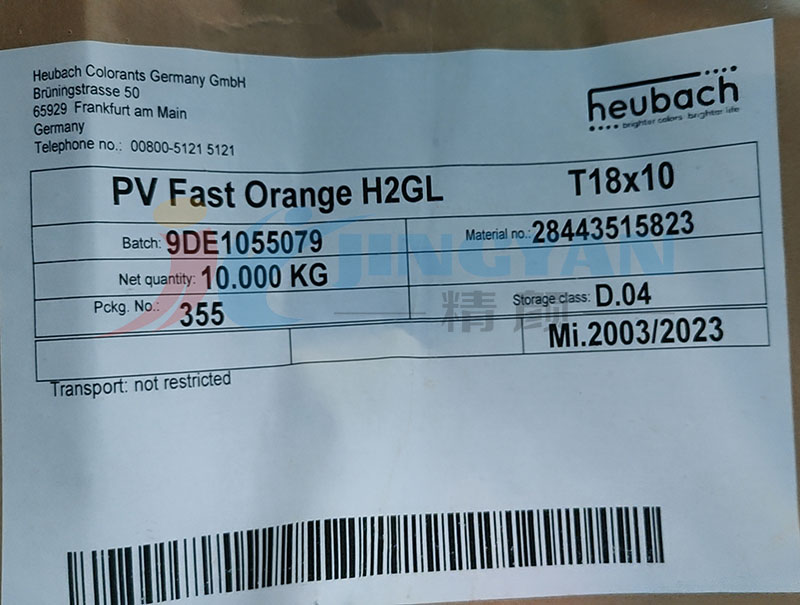 Heubach Colorants Germany GmbH
Brüningstrasse 50
65929 Frankfurt am Main
Germany
Telephone no.: 00800-5121 5121
heubach
brighter colors brighter life
PV Fast Orange H2GL T18x10
Batch: 9DE1055079 Material no.: 28443515823
Net quantity: 10.000 KG
Pckg. No.: 355 Storage class: D.04
Mi.2003/2023
Transport: not restricted
JINGYAN
精颜